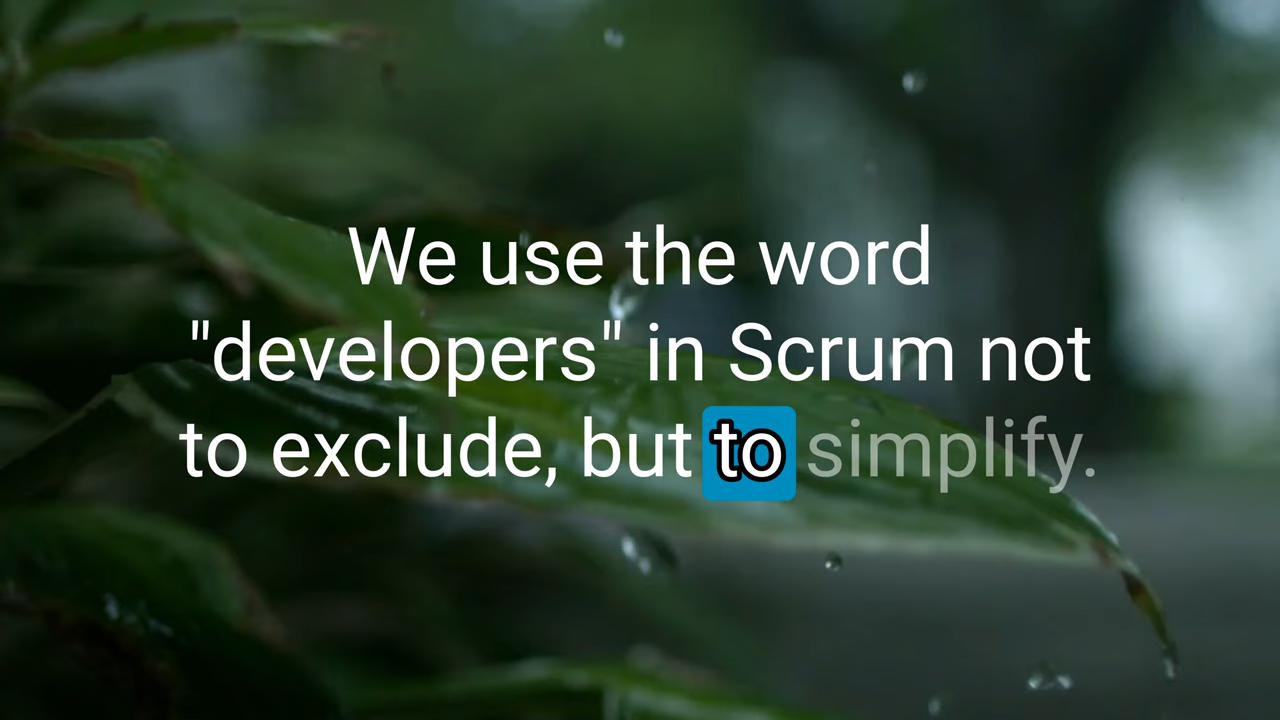 We use the word
"developers" in Scrum not
to exclude, but to simplify.